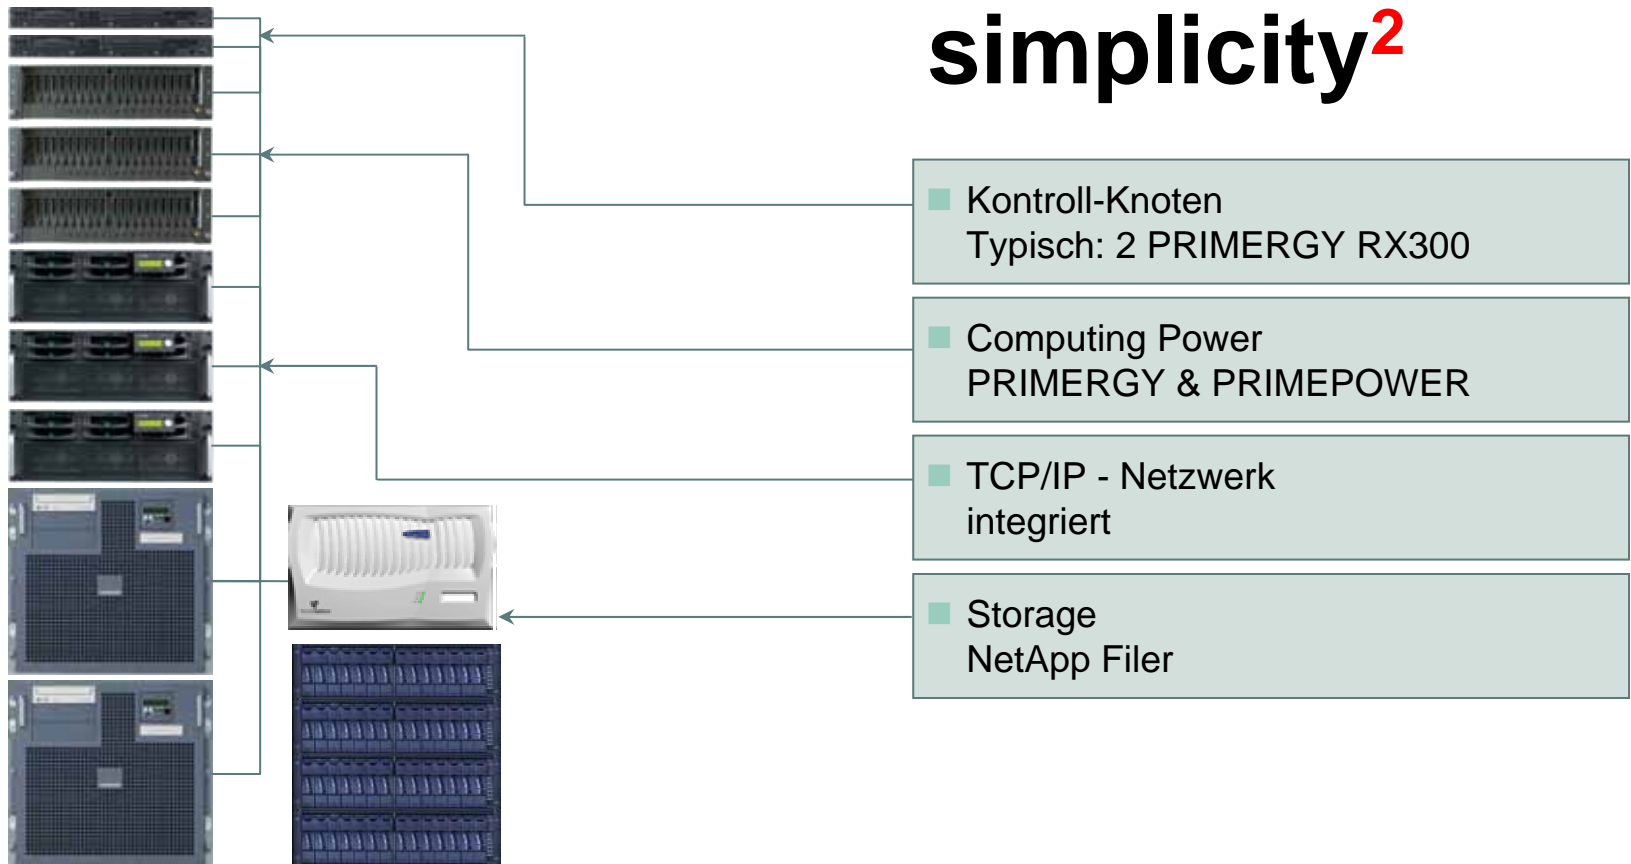 simplicity2
Kontroll-Knoten
Typisch: 2 PRIMERGY RX300
Computing Power
PRIMERGY & PRIMEPOWER
TCP/IP - Netzwerk
integriert
Storage
NetApp Filer